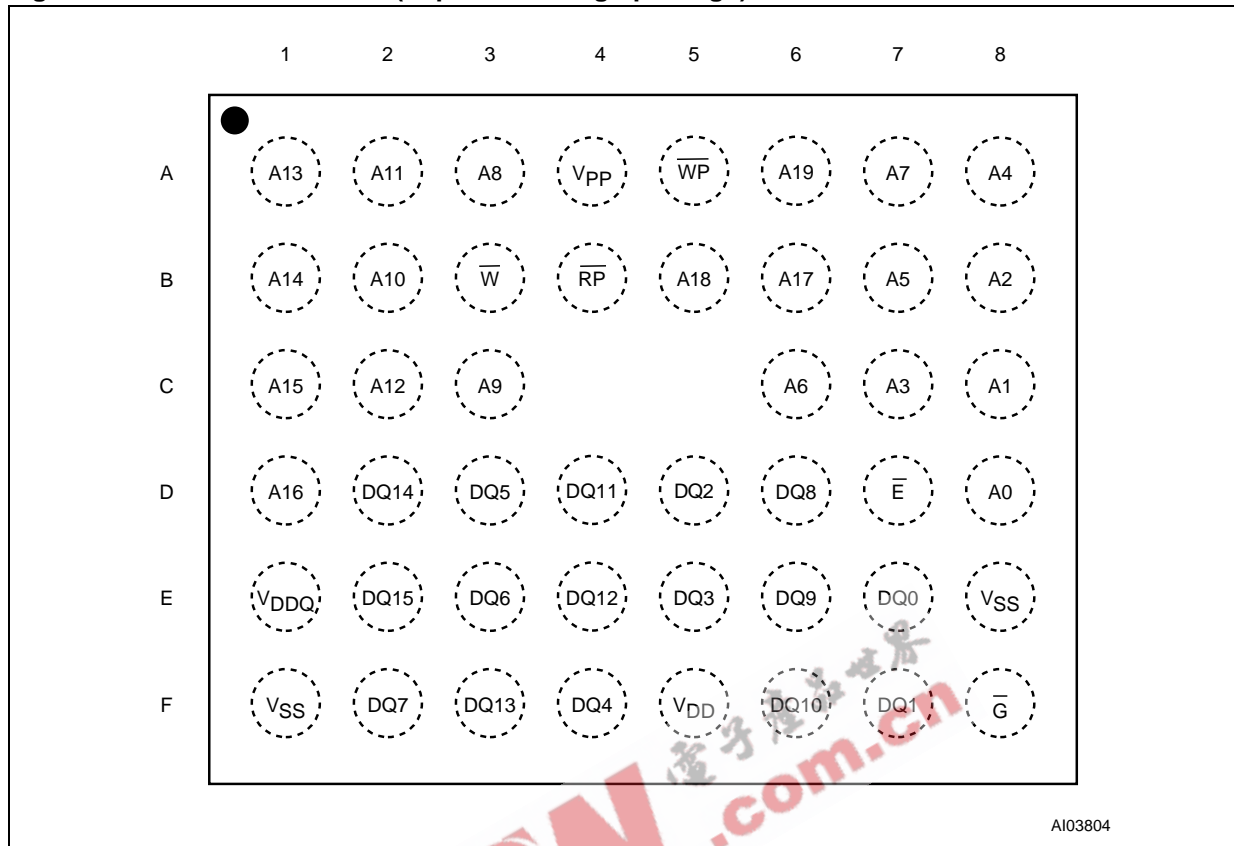 1 2 3 4 5 6 7 8
A A13 A11 A8 VPP W̅P̅ A19 A7 A4
B A14 A10 W̅ R̅P̅ A18 A17 A5 A2
C A15 A12 A9 A6 A3 A1
D A16 DQ14 DQ5 DQ11 DQ2 DQ8 E̅ A0
E VDDQ DQ15 DQ6 DQ12 DQ3 DQ9 DQ0 VSS
F VSS DQ7 DQ13 DQ4 VDD DQ10 DQ1 G̅
.com.cn
AI03804